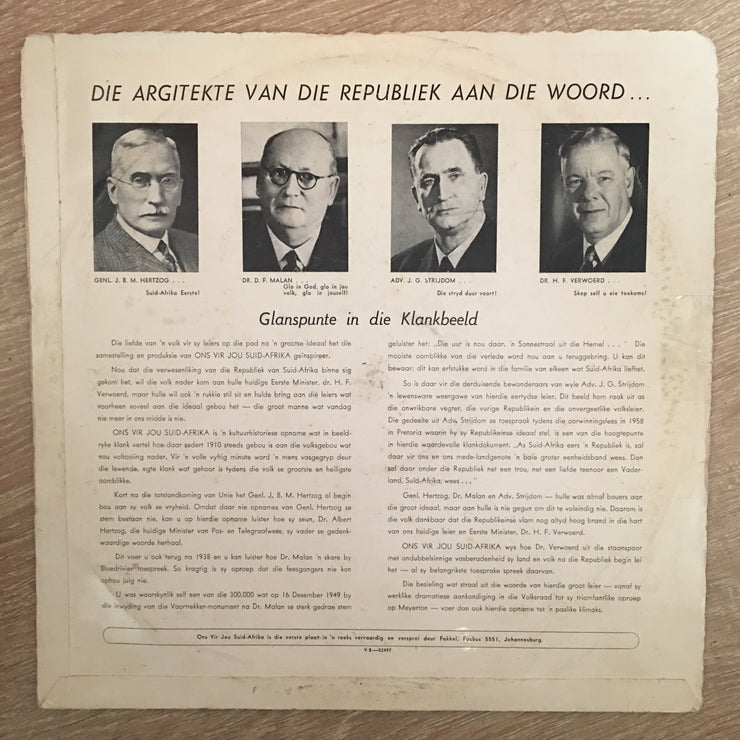 DIE ARGITEKTE VAN DIE REPUBLIEK AAN DIE WOORD...
GENL. J. B. M. HERTZOG . . .
Suid-Afrika Eerste!
DR. D. F. MALAN . . .
Glo in God, glo in jou
volk, glo in jouself!
ADV. J. G. STRIJDOM . . .
Die stryd duur voort!
DR. H. F. VERWOERD . . .
Skep self u eie toekoms!
Glanspunte in die Klankbeeld
Die liefde van 'n volk vir sy leiers op die pad na 'n grootse ideaal het die
samestelling en produksie van ONS VIR JOU SUID-AFRIKA geïnspireer.
Nou dat die verwesenliking van die Republiek van Suid-Afrika binne sig
gekom het, wil die volk nader kom aan hulle huidige Eerste Minister, dr. H. F.
Verwoerd, maar hulle wil ook 'n rukkie stil sit en hulde bring aan dié leiers wat
voorheen soveel aan die ideaal gebou het — die groot manne wat vandag
nie meer in ons midde is nie.
ONS VIR JOU SUID-AFRIKA is 'n kultuurhistoriese opname wat in beeld-
ryke klank vertel hoe daar sedert 1910 steeds gebou is aan die volksgebou wat
nou voltooiing nader. Vir 'n volle vyftig minute word 'n mens vasgegryp deur
die lewende, egte klank wat gehoor is tydens die volk se grootste en heiligste
oomblikke.
Kort na die totstandkoming van Unie het Genl. J. B. M. Hertzog al begin
bou aan sy volk se vryheid. Omdat daar nie opnames van Genl. Hertzog se
stem bestaan nie, kan u op hierdie opname luister hoe sy seun, Dr. Albert
Hertzog, die huidige Minister van Pos- en Telegraafwese, sy vader se gedenk-
waardige woorde herhaal.
Dit voer u ook terug na 1938 en u kan luister hoe Dr. Malan 'n skare by
Bloedrivier toespreek. So kragtig is sy oproep dat die feesgangers nie kon
ophou juig nie.
U was waarskynlik self een van die 300,000 wat op 16 Desember 1949 by
die inwyding van die Voortrekker-monument na Dr. Malan se sterk gedrae stem
geluister het: „Die uur is nou daar, 'n Sonnestraal uit die Hemel . . ." Die
mooiste oomblikke van die verlede word nou aan u teruggebring. U kan dit
bewaar; dit kan erfstukke word in die familie van elkeen wat Suid-Afrika liefhet.
So is daar vir die derduisende bewonderaars van wyle Adv. J. G. Strijdom
'n lewensware weergawe van hierdie eertydse leier. Dit beeld hom raak uit as
die onwrikbare vegter, die vurige Republikein en die onvergeetlike volksleier.
Die gedeelte uit Adv. Strijdom se toespraak tydens die oorwinningsfees in 1958
in Pretoria waarin hy sy Republikeinse ideaal stel, is een van die hoogtepunte
in hierdie waardevolle klankdokument. „As Suid-Afrika eers 'n Republiek is, sal
daar vir ons en ons mede-landgenote 'n baie groter eenheidsband wees. Dan
sal daar onder die Republiek net een trou, net een liefde teenoor een Vader-
land, Suid-Afrika, wees . . ."
Genl. Hertzog, Dr. Malan en Adv. Strijdom — hulle was almal bouers aan
die groot ideaal, maar aan hulle is nie gegun om dit te voleindig nie. Daarom is
die volk dankbaar dat die Republikeinse vlam nog altyd hoog brand in die hart
van ons huidige leier en Eerste Minister, Dr. H. F. Verwoerd.
ONS VIR JOU SUID-AFRIKA wys hoe Dr. Verwoerd uit die staanspoor
met ondubbelsinnige vasberadenheid sy land en volk na die Republiek begin lei
het — al sy belangrikste toesprake spreek daarvan.
Die besieling wat straal uit die woorde van hierdie groot leier — vanaf sy
werklike dramatiese aankondiging in die Volksraad tot sy triomfantlike oproep
op Meyerton — voer dan ook hierdie opname tot 'n paslike klimaks.
Ons Vir Jou Suid-Afrika is die eerste plaat in 'n reeks vervaardig en versprei deur Fakkel, Posbus 5551, Johannesburg.
V.R.—52497